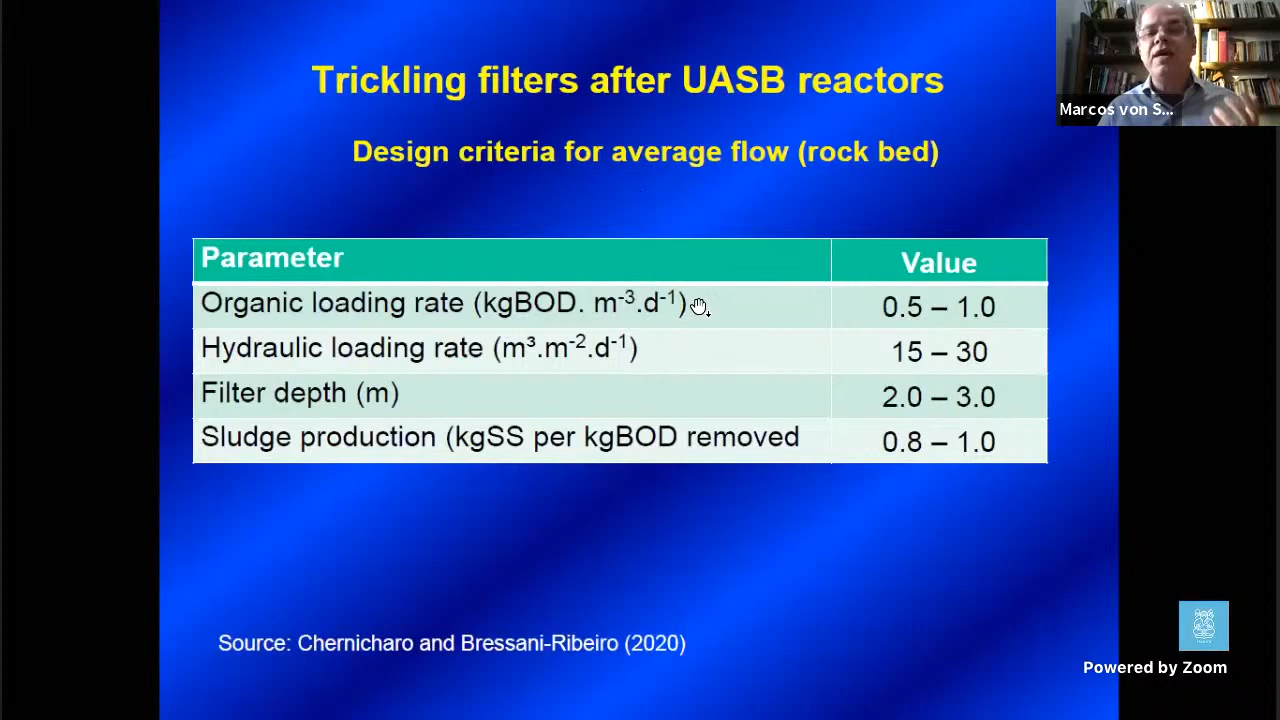 Trickling filters after UASB reactors
Marcos von S...
Design criteria for average flow (rock bed)
Parameter Value
Organic loading rate (kgBOD. m⁻³.d⁻¹) 0.5 – 1.0
Hydraulic loading rate (m³.m⁻².d⁻¹) 15 – 30
Filter depth (m) 2.0 – 3.0
Sludge production (kgSS per kgBOD removed 0.8 – 1.0
Source: Chernicharo and Bressani-Ribeiro (2020)
Powered by Zoom